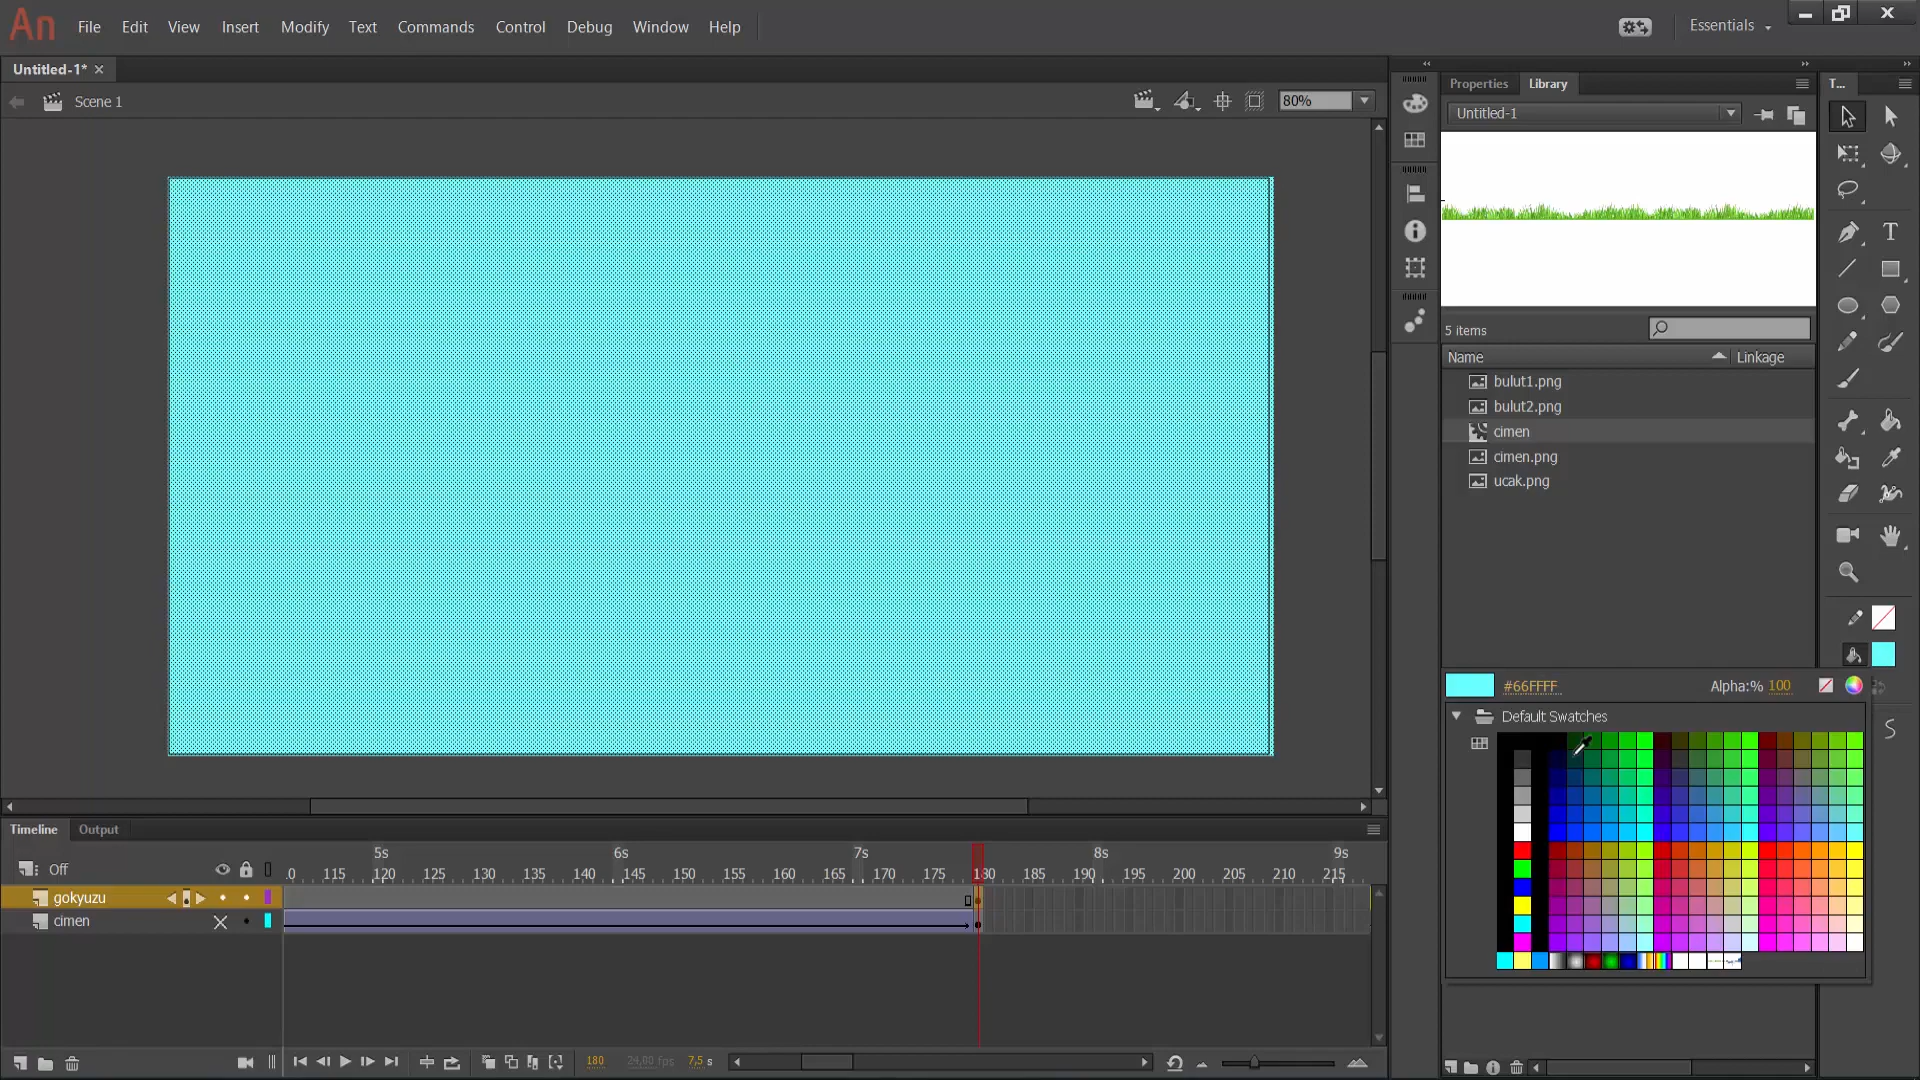 An File Edit View Insert Modify Text Commands Control Debug Window Help Essentials
Untitled-1* ×
Scene 1
80%
Properties Library T...
Untitled-1
5 items
Name Linkage
bulut1.png
bulut2.png
cimen
cimen.png
ucak.png
#66FFFF Alpha:% 100
Default Swatches
Timeline Output
5s 6s 7s 8s 9s
Off
.0 115 120 125 130 135 140 145 150 155 160 165 170 175 180 185 190 195 200 205 210 215
gokyuzu
cimen
180 24,00 fps 7,5 s